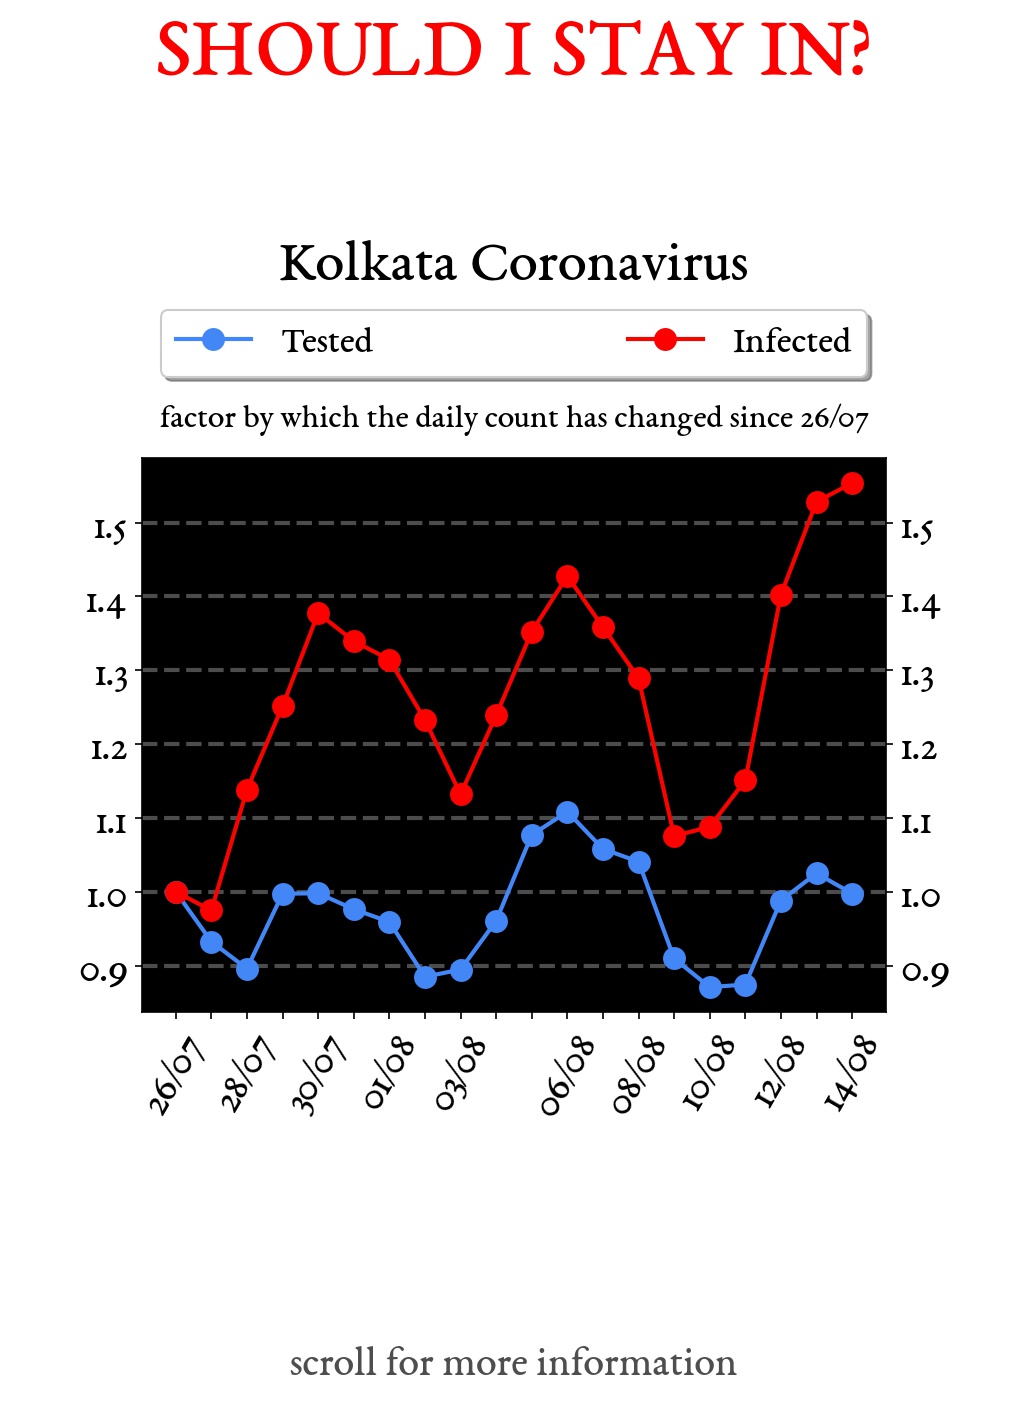 SHOULD I STAY IN?
Kolkata Coronavirus
Tested Infected
factor by which the daily count has changed since 26/07
1.5 1.5
1.4 1.4
1.3 1.3
1.2 1.2
1.1 1.1
1.0 1.0
0.9 0.9
26/07 28/07 30/07 01/08 03/08 06/08 08/08 10/08 12/08 14/08
scroll for more information